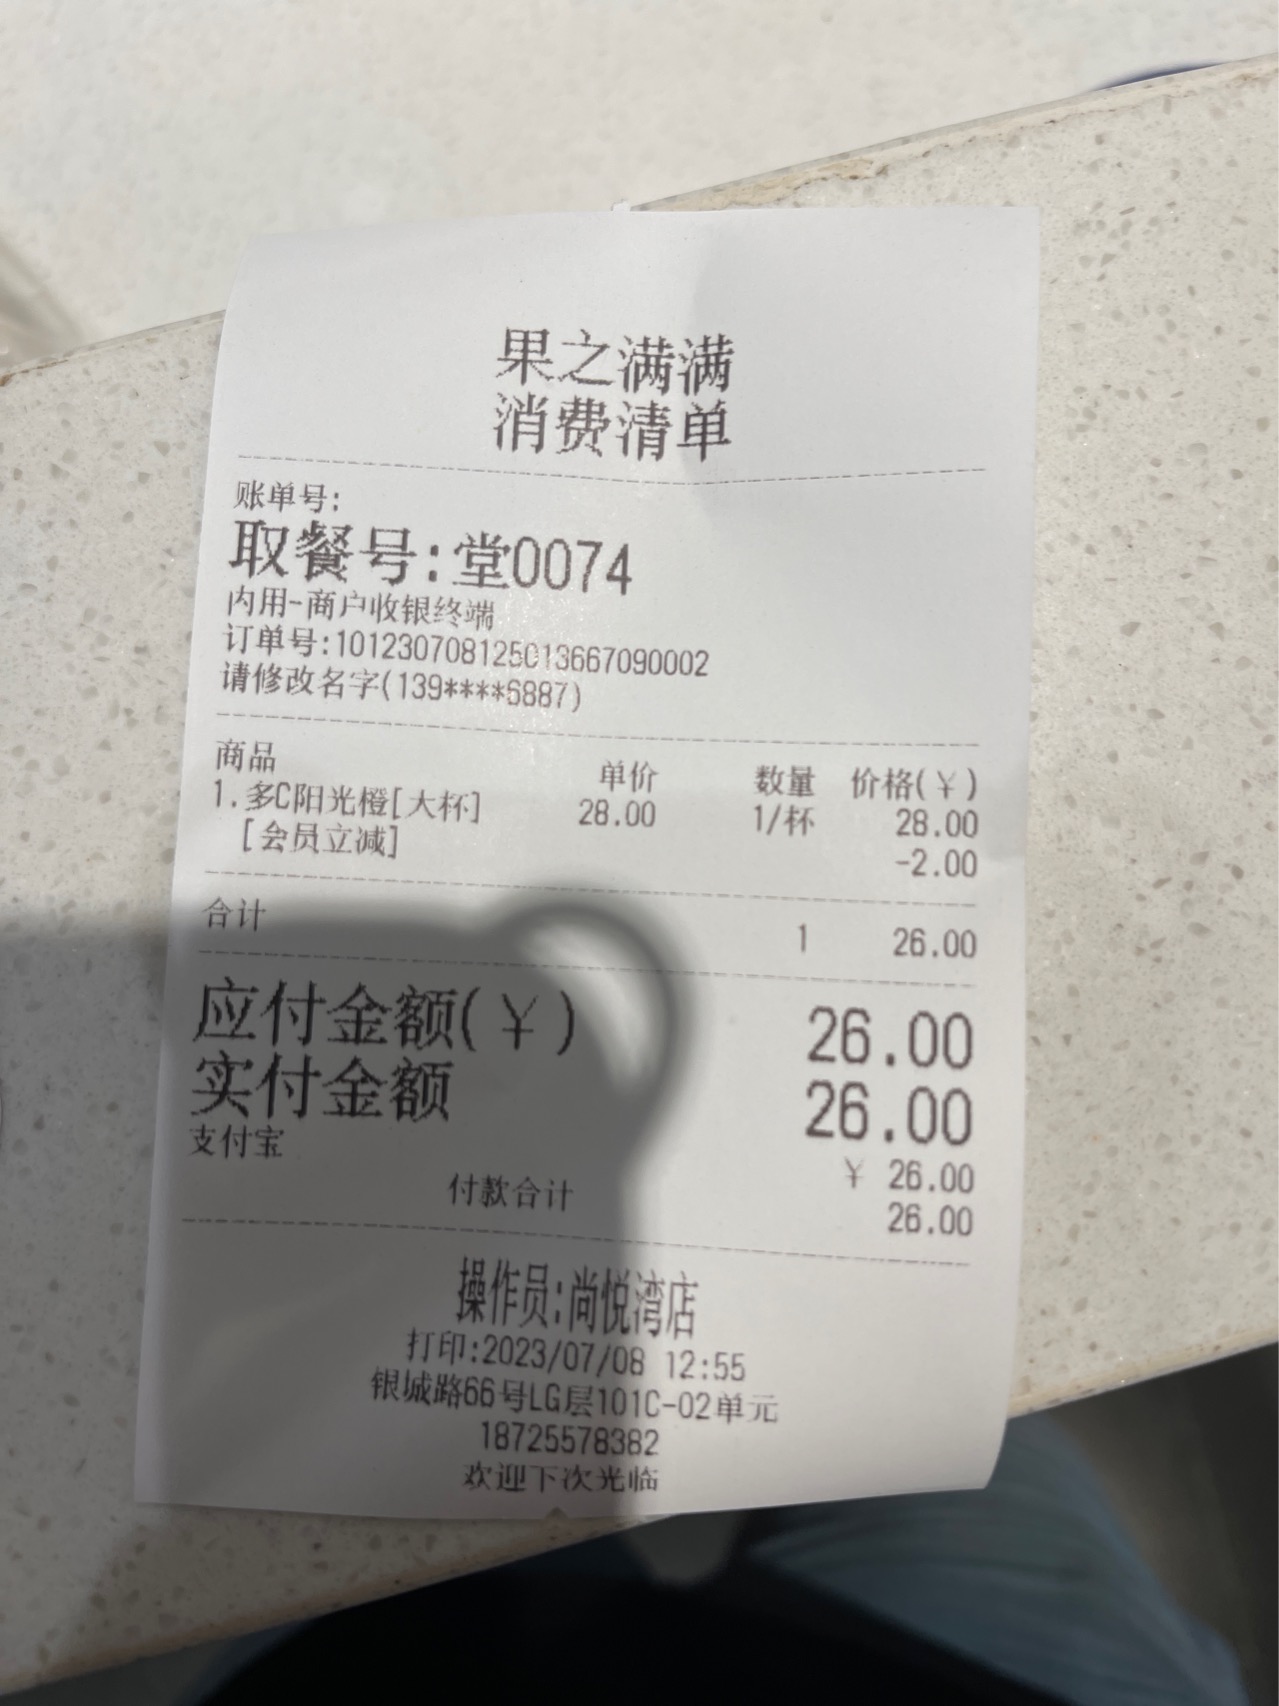 果之满满
消费清单
账单号:
取餐号:堂0074
内用-商户收银终端
订单号:101230708125013667090002
请修改名字(139****6887)
商品 单价 数量 价格(￥)
1.多C阳光橙[大杯] 28.00 1/杯 28.00
[会员立减] -2.00
合计 1 26.00
应付金额(￥) 26.00
实付金额 26.00
支付宝 ￥ 26.00
付款合计 26.00
操作员:尚悦湾店
打印:2023/07/08 12:55
银城路66号LG层101C-02单元
18725578382
欢迎下次光临